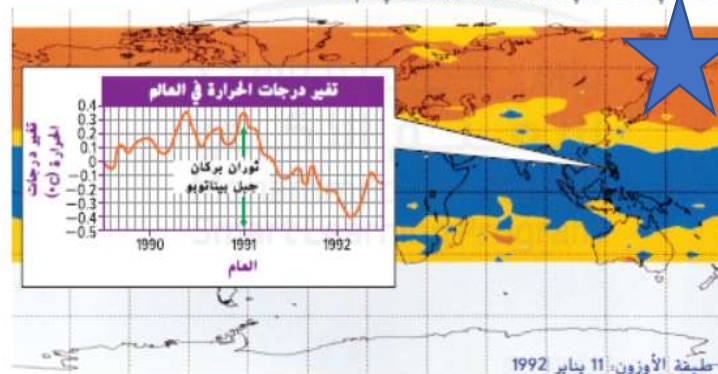 تغير درجات الحرارة في العالم
تغير درجات
الحرارة (°C)
0.4
0.3
0.2
0.1
0
−0.1
−0.2
−0.3
−0.4
−0.5
ثوران بركان
جبل بيناتوبو
1990
1991
1992
العام
طبقة الأوزون: 11 يناير 1992